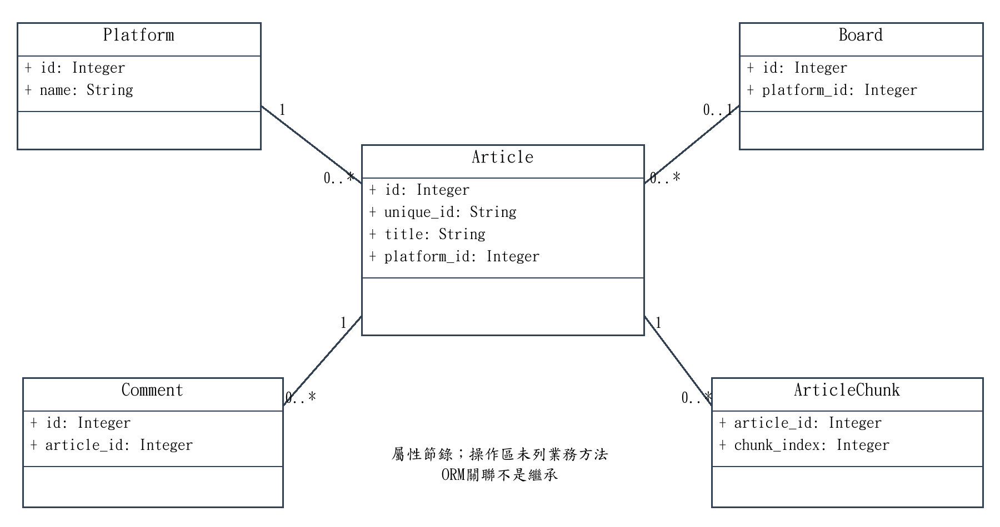 Platform
+ id: Integer
+ name: String
1
0..*
Board
+ id: Integer
+ platform_id: Integer
0..1
0..*
Article
+ id: Integer
+ unique_id: String
+ title: String
+ platform_id: Integer
1
0..*
1
0..*
Comment
+ id: Integer
+ article_id: Integer
ArticleChunk
+ article_id: Integer
+ chunk_index: Integer
屬性節錄；操作區未列業務方法
ORM關聯不是繼承